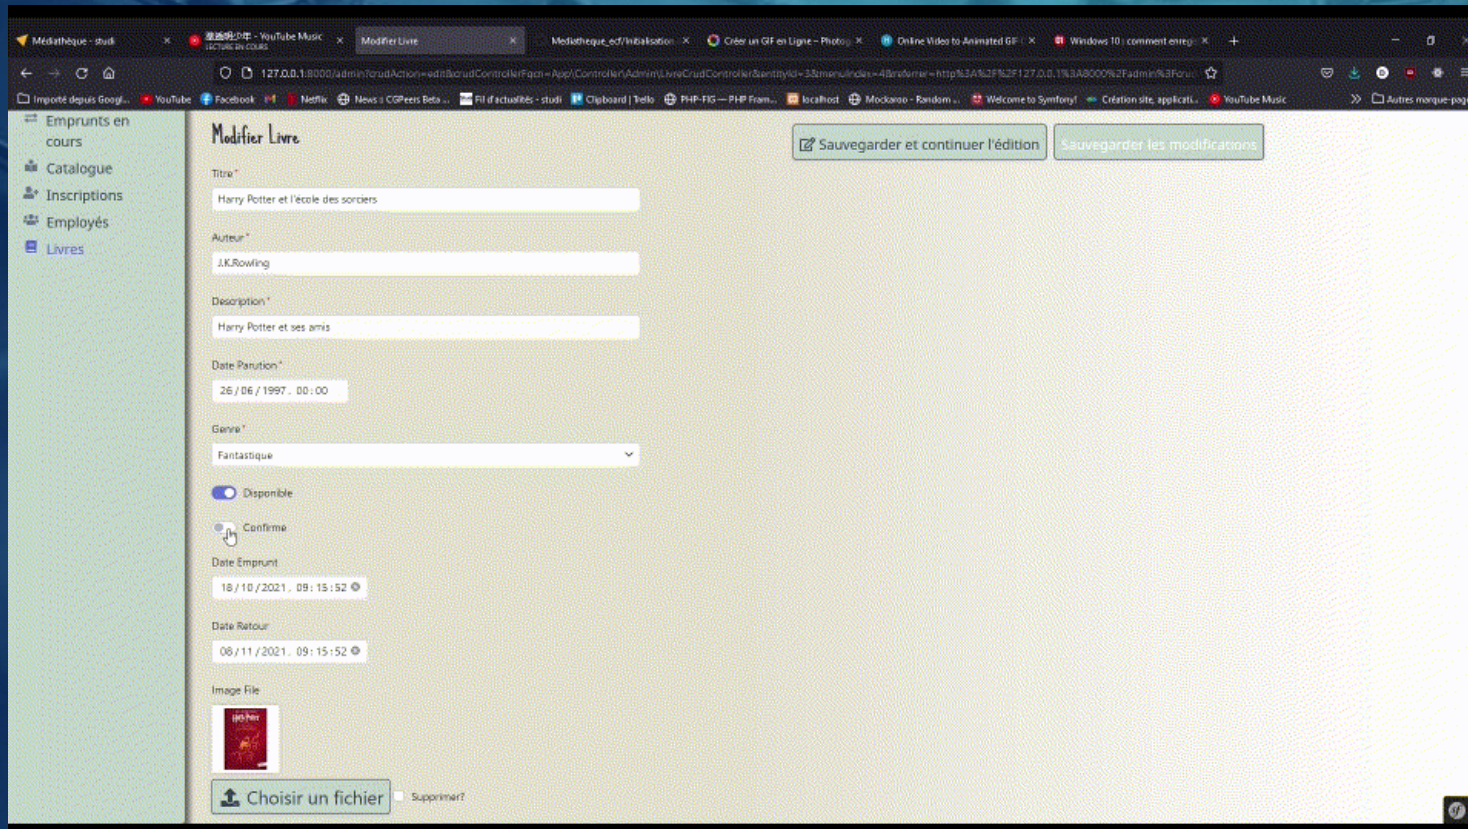 Médiathèque - studi
YouTube Music
LECTURE EN COURS
Modifier Livre
Mediatheque_ecf/Initialisation
Créer un GIF en Ligne – Photo
Online Video to Animated GIF
Windows 10 : comment enreg
127.0.0.1:8000/admin?crudAction=edit&crudControllerFqcn=App\Controller\Admin\LivreCrudController&entityId=3&menuIndex=4&referrer=http%3A%2F%2F127.0.0.1%3A8000%2Fadmin%3Fcrud
Importé depuis Googl...
YouTube
Facebook
Netflix
News : CGPeers Beta ...
Fil d'actualités - studi
Clipboard | Trello
PHP-FIG — PHP Fram...
localhost
Mockaroo - Random ...
Welcome to Symfony!
Création site, applicati...
YouTube Music
Autres marque-pag
Emprunts en
cours
Catalogue
Inscriptions
Employés
Livres
Modifier Livre
Sauvegarder et continuer l'édition
Sauvegarder les modifications
Titre*
Harry Potter et l'école des sorciers
Auteur*
J.K.Rowling
Description*
Harry Potter et ses amis
Date Parution*
26/06/1997, 00:00
Genre*
Fantastique
Disponible
Confirme
Date Emprunt
18/10/2021, 09:15:52
Date Retour
08/11/2021, 09:15:52
Image File
Choisir un fichier
Supprimer?